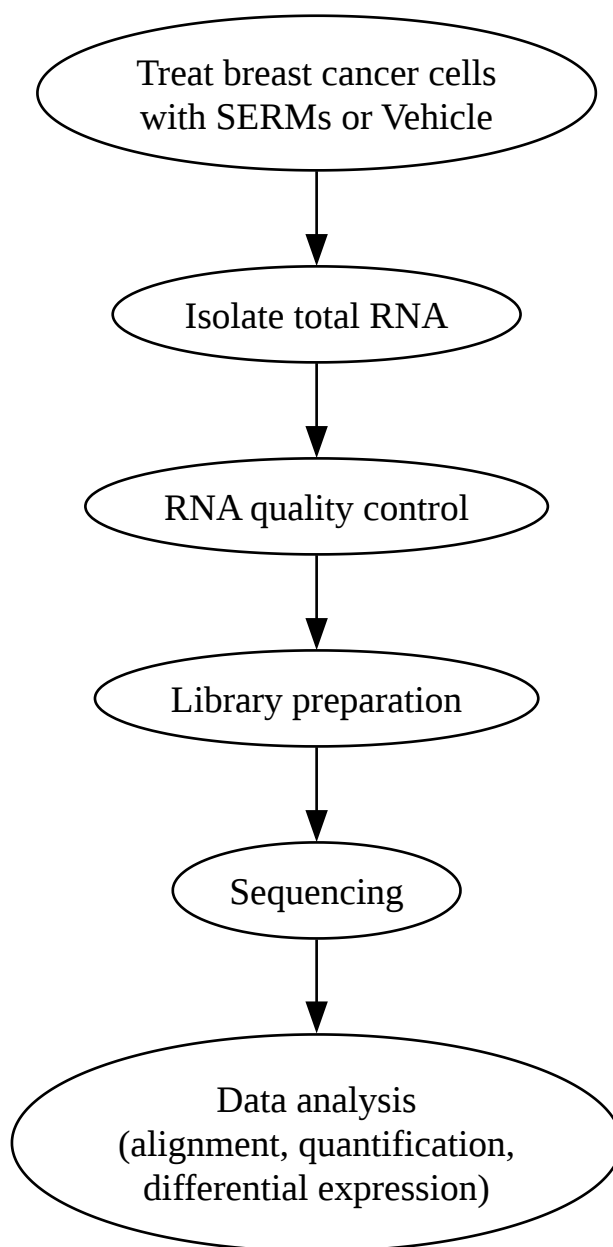 Treat breast cancer cells
with SERMs or Vehicle
Isolate total RNA
RNA quality control
Library preparation
Sequencing
Data analysis
(alignment, quantification,
differential expression)